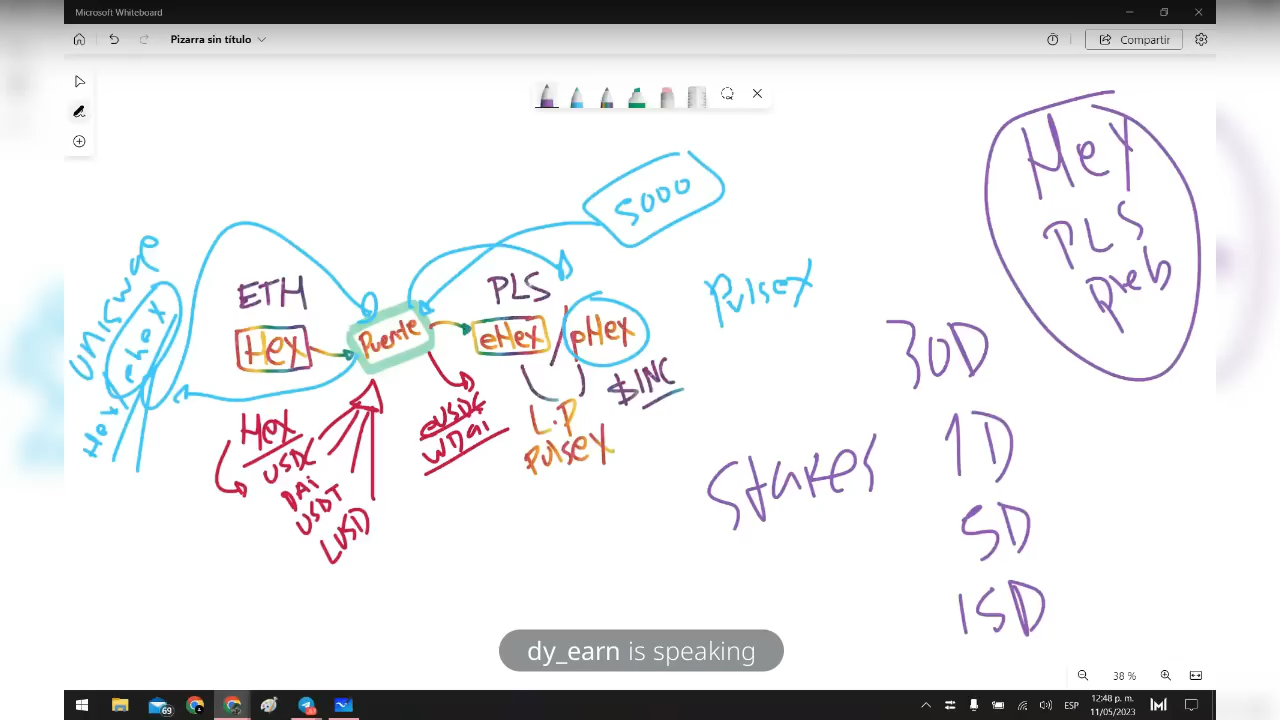 Microsoft Whiteboard
Pizarra sin título
Compartir
Uniswap
ehex
Hex
ETH
Hex
Puente
5000
PLS
eHex / pHex
$INC
L.P
PulseX
Hex
USDC
DAi
USDT
LUSD
eUSDC
WDai
PulseX
Hex
PLS
30D
Stakes
1D
5D
15D
dy_earn is speaking
38 %
69
ESP
12:48 p. m.
11/05/2023